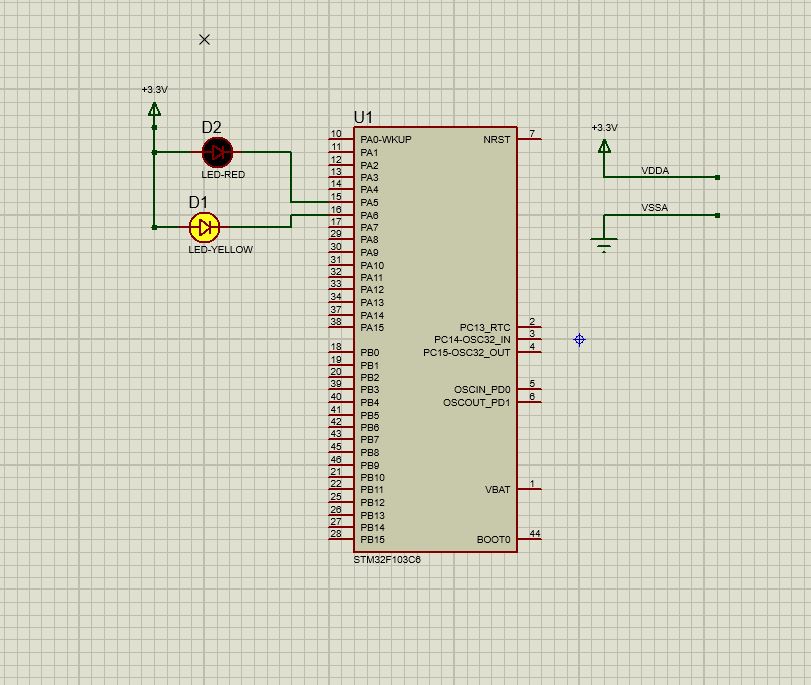 +3.3V
D2
LED-RED
D1
LED-YELLOW
U1
10 PA0-WKUP NRST 7
11 PA1
12 PA2
13 PA3
14 PA4
15 PA5
16 PA6
17 PA7
29 PA8
30 PA9
31 PA10
32 PA11
33 PA12
34 PA13
37 PA14
38 PA15
PC13_RTC 2
PC14-OSC32_IN 3
18 PB0 PC15-OSC32_OUT 4
19 PB1
20 PB2
39 PB3 OSCIN_PD0 5
40 PB4 OSCOUT_PD1 6
41 PB5
42 PB6
43 PB7
45 PB8
46 PB9
21 PB10
22 PB11 VBAT 1
25 PB12
26 PB13
27 PB14
28 PB15 BOOT0 44
STM32F103C6
+3.3V
VDDA
VSSA